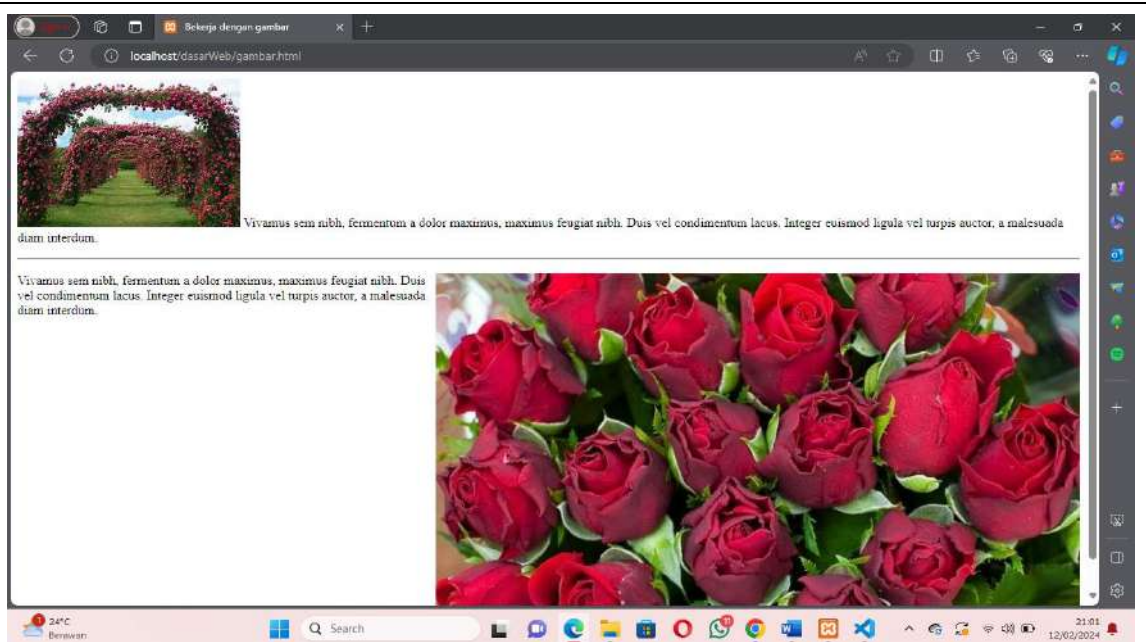 Bekerja dengan gambar
localhost/dasarWeb/gambar.html
Vivamus sem nibh, fermentum a dolor maximus, maximus feugiat nibh. Duis vel condimentum lacus. Integer euismod ligula vel turpis auctor, a malesuada
diam interdum.
Vivamus sem nibh, fermentum a dolor maximus, maximus feugiat nibh. Duis
vel condimentum lacus. Integer euismod ligula vel turpis auctor, a malesuada
diam interdum.
24°C
Berawan
Search
21:01
12/02/2024